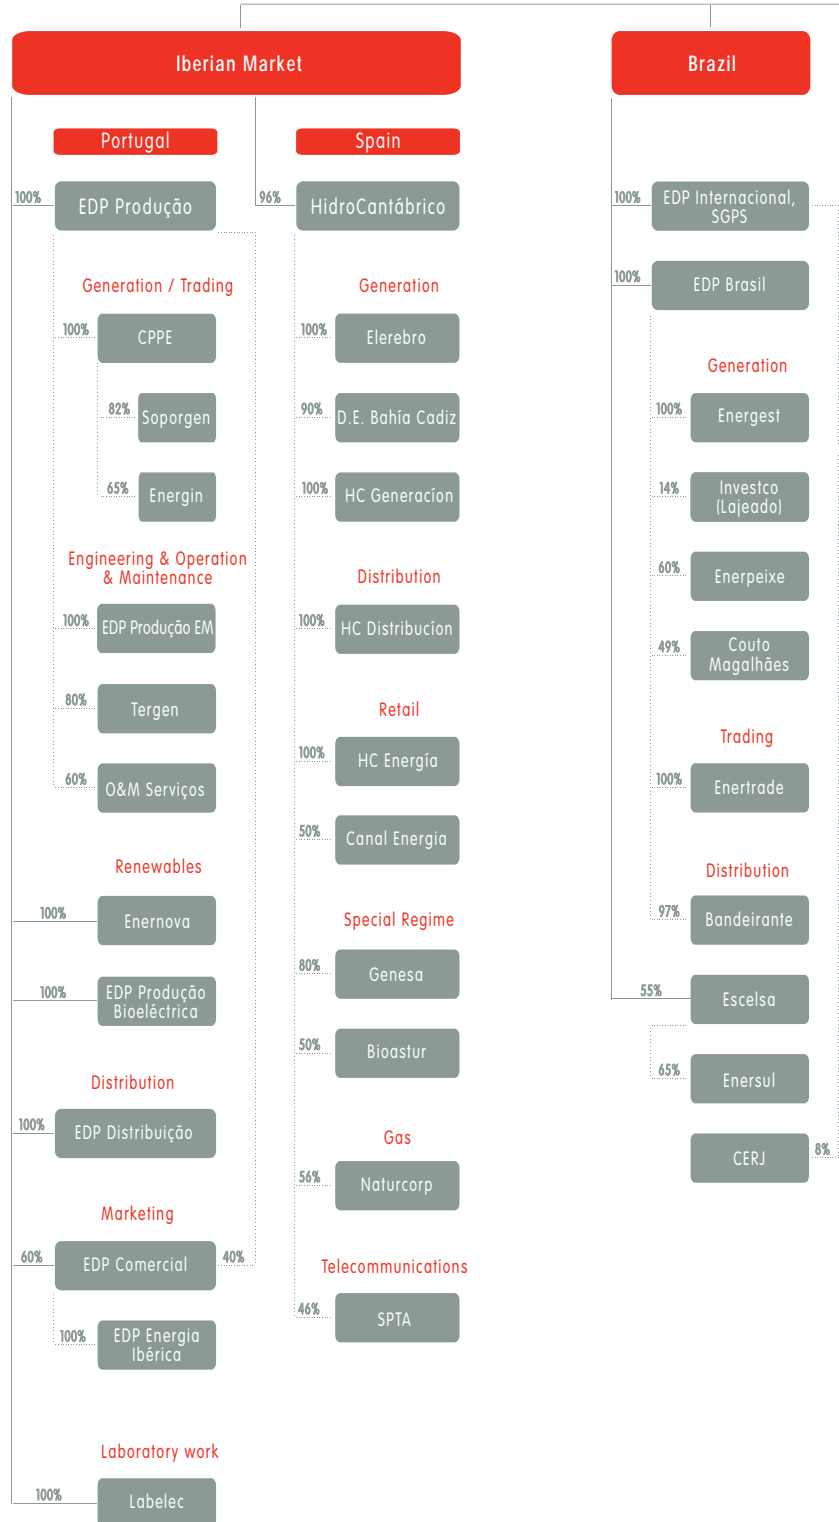 Iberian Market
Portugal
100%
EDP Produção
Generation / Trading
100%
CPPE
82%
Soporgen
65%
Energin
Engineering & Operation
& Maintenance
100%
EDP Produção EM
80%
Tergen
60%
O&M Serviços
Renewables
100%
Enernova
100%
EDP Produção
Bioeléctrica
Distribution
100%
EDP Distribuição
Marketing
60%
EDP Comercial
40%
100%
EDP Energia
Ibérica
Laboratory work
100%
Labelec
Spain
96%
HidroCantábrico
Generation
100%
Elerebro
90%
D.E. Bahía Cadiz
100%
HC Generacíon
Distribution
100%
HC Distribucíon
Retail
100%
HC Energía
50%
Canal Energia
Special Regime
80%
Genesa
50%
Bioastur
Gas
56%
Naturcorp
Telecommunications
46%
SPTA
Brazil
100%
EDP Internacional,
SGPS
100%
EDP Brasil
Generation
100%
Energest
14%
Investco
(Lajeado)
60%
Enerpeixe
49%
Couto
Magalhães
Trading
100%
Enertrade
Distribution
97%
Bandeirante
55%
Escelsa
65%
Enersul
CERJ
8%